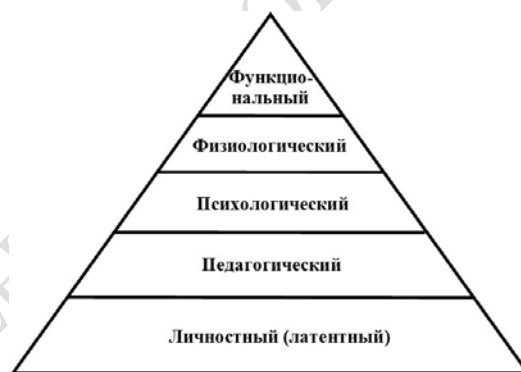 Функцио-
нальный
Физиологический
Психологический
Педагогический
Личностный (латентный)